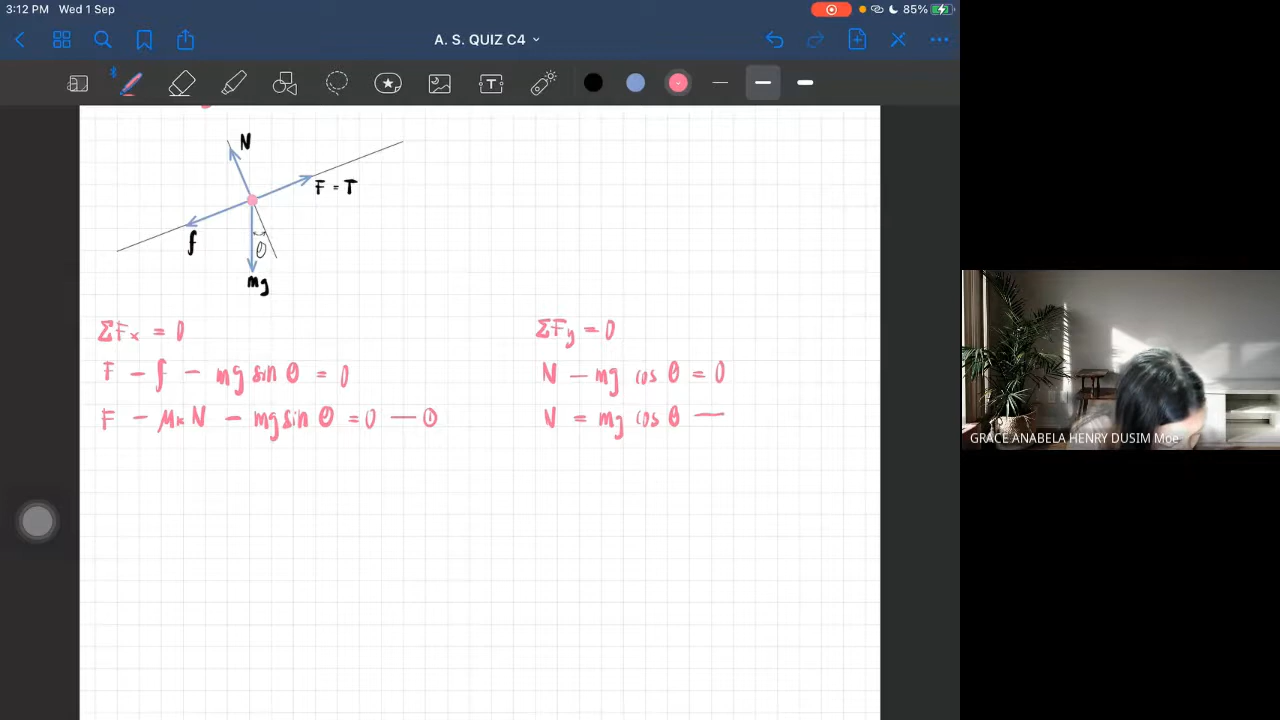 3:12 PM Wed 1 Sep
85%
A. S. QUIZ C4
T
N
F = T
f
θ
mg
ΣFx = 0
F - f - mg sin θ = 0
F - μk N - mg sin θ = 0 — ①
ΣFy = 0
N - mg cos θ = 0
N = mg cos θ —
GRACE ANABELA HENRY DUSIM Moe